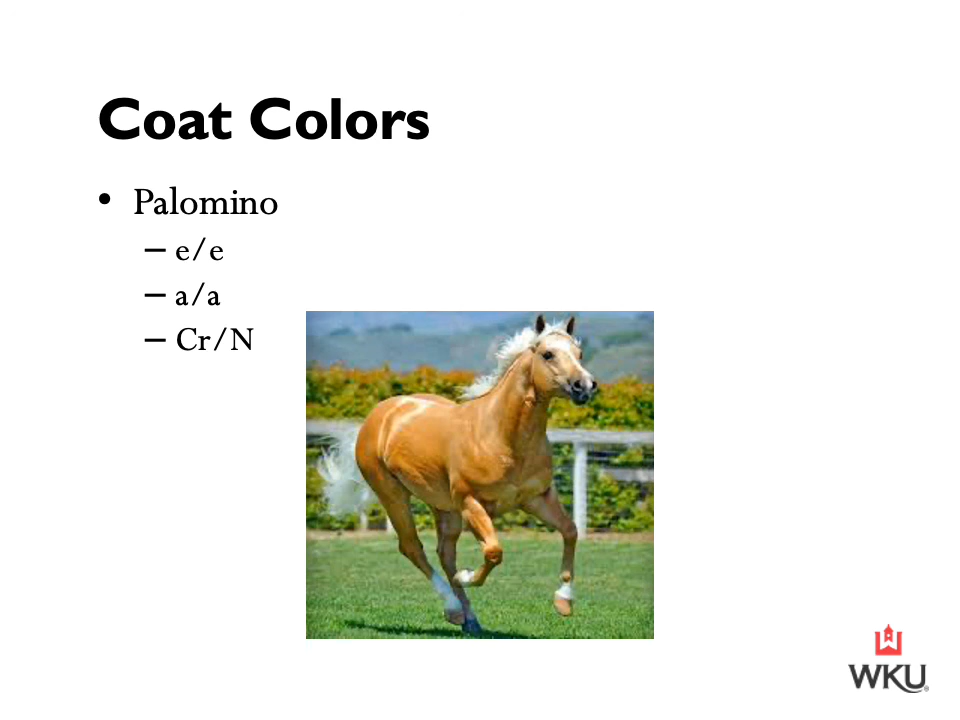 Coat Colors
• Palomino
– e/e
– a/a
– Cr/N
WKU®